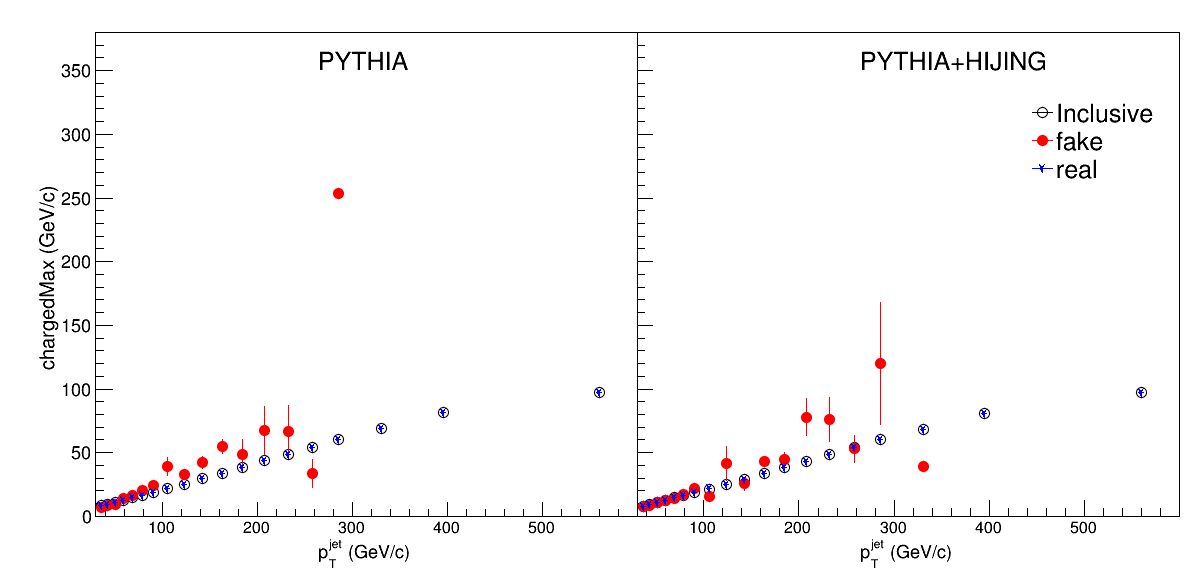 PYTHIA
PYTHIA+HIJING
Inclusive
fake
real
chargedMax (GeV/c)
350
300
250
200
150
100
50
0
100
200
300
400
500
100
200
300
400
500
p_T^jet (GeV/c)
p_T^jet (GeV/c)